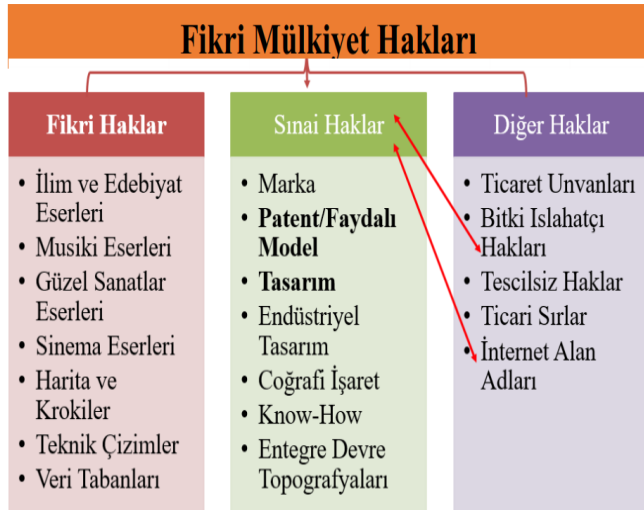 Fikri Mülkiyet Hakları
Fikri Haklar
• İlim ve Edebiyat
Eserleri
• Musiki Eserleri
• Güzel Sanatlar
Eserleri
• Sinema Eserleri
• Harita ve
Krokiler
• Teknik Çizimler
• Veri Tabanları
Sınai Haklar
• Marka
• Patent/Faydalı
Model
• Tasarım
• Endüstriyel
Tasarım
• Coğrafi İşaret
• Know-How
• Entegre Devre
Topografyaları
Diğer Haklar
• Ticaret Unvanları
• Bitki Islahatçı
Hakları
• Tescilsiz Haklar
• Ticari Sırlar
• İnternet Alan
Adları